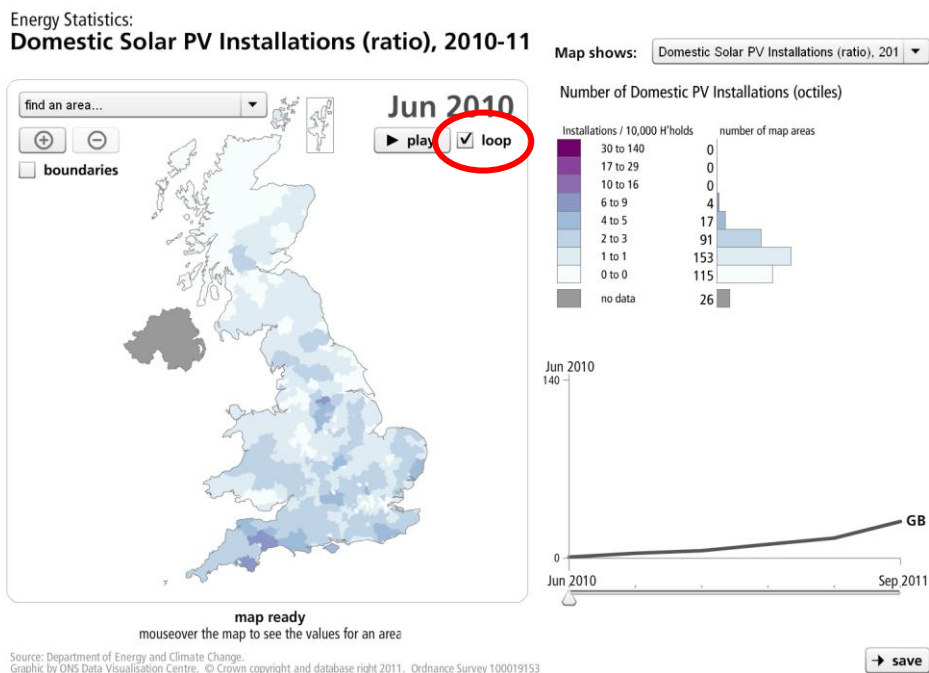 Energy Statistics:
Domestic Solar PV Installations (ratio), 2010-11
Map shows:
Domestic Solar PV Installations (ratio), 201
find an area...
Jun 2010
play
loop
boundaries
Number of Domestic PV Installations (octiles)
Installations / 10,000 H'holds number of map areas
30 to 140 0
17 to 29 0
10 to 16 0
6 to 9 4
4 to 5 17
2 to 3 91
1 to 1 153
0 to 0 115
no data 26
Jun 2010
140
GB
0
Jun 2010 Sep 2011
map ready
mouseover the map to see the values for an area
Source: Department of Energy and Climate Change.
Graphic by ONS Data Visualisation Centre. © Crown copyright and database right 2011. Ordnance Survey 100019153
save